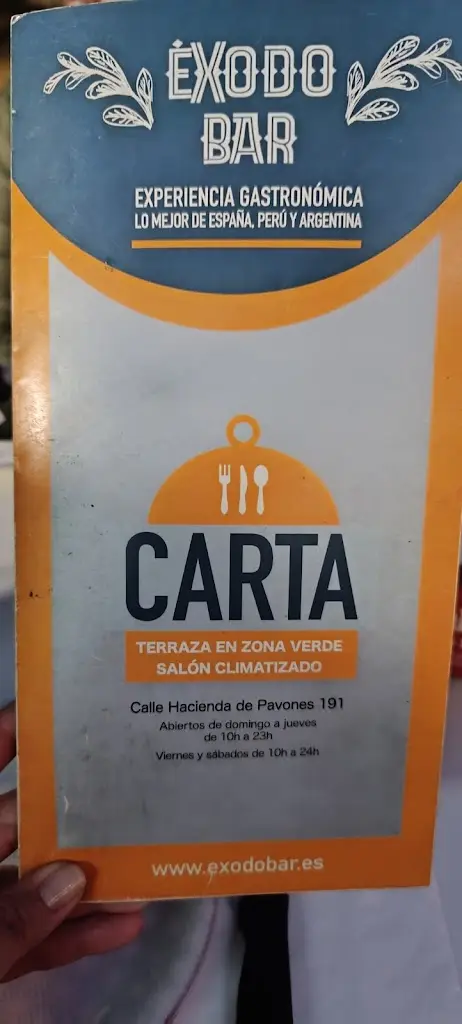 ÉXODO
BAR
EXPERIENCIA GASTRONÓMICA
LO MEJOR DE ESPAÑA, PERÚ Y ARGENTINA
CARTA
TERRAZA EN ZONA VERDE
SALÓN CLIMATIZADO
Calle Hacienda de Pavones 191
Abiertos de domingo a jueves
de 10h a 23h
Viernes y sábados de 10h a 24h
www.exodobar.es